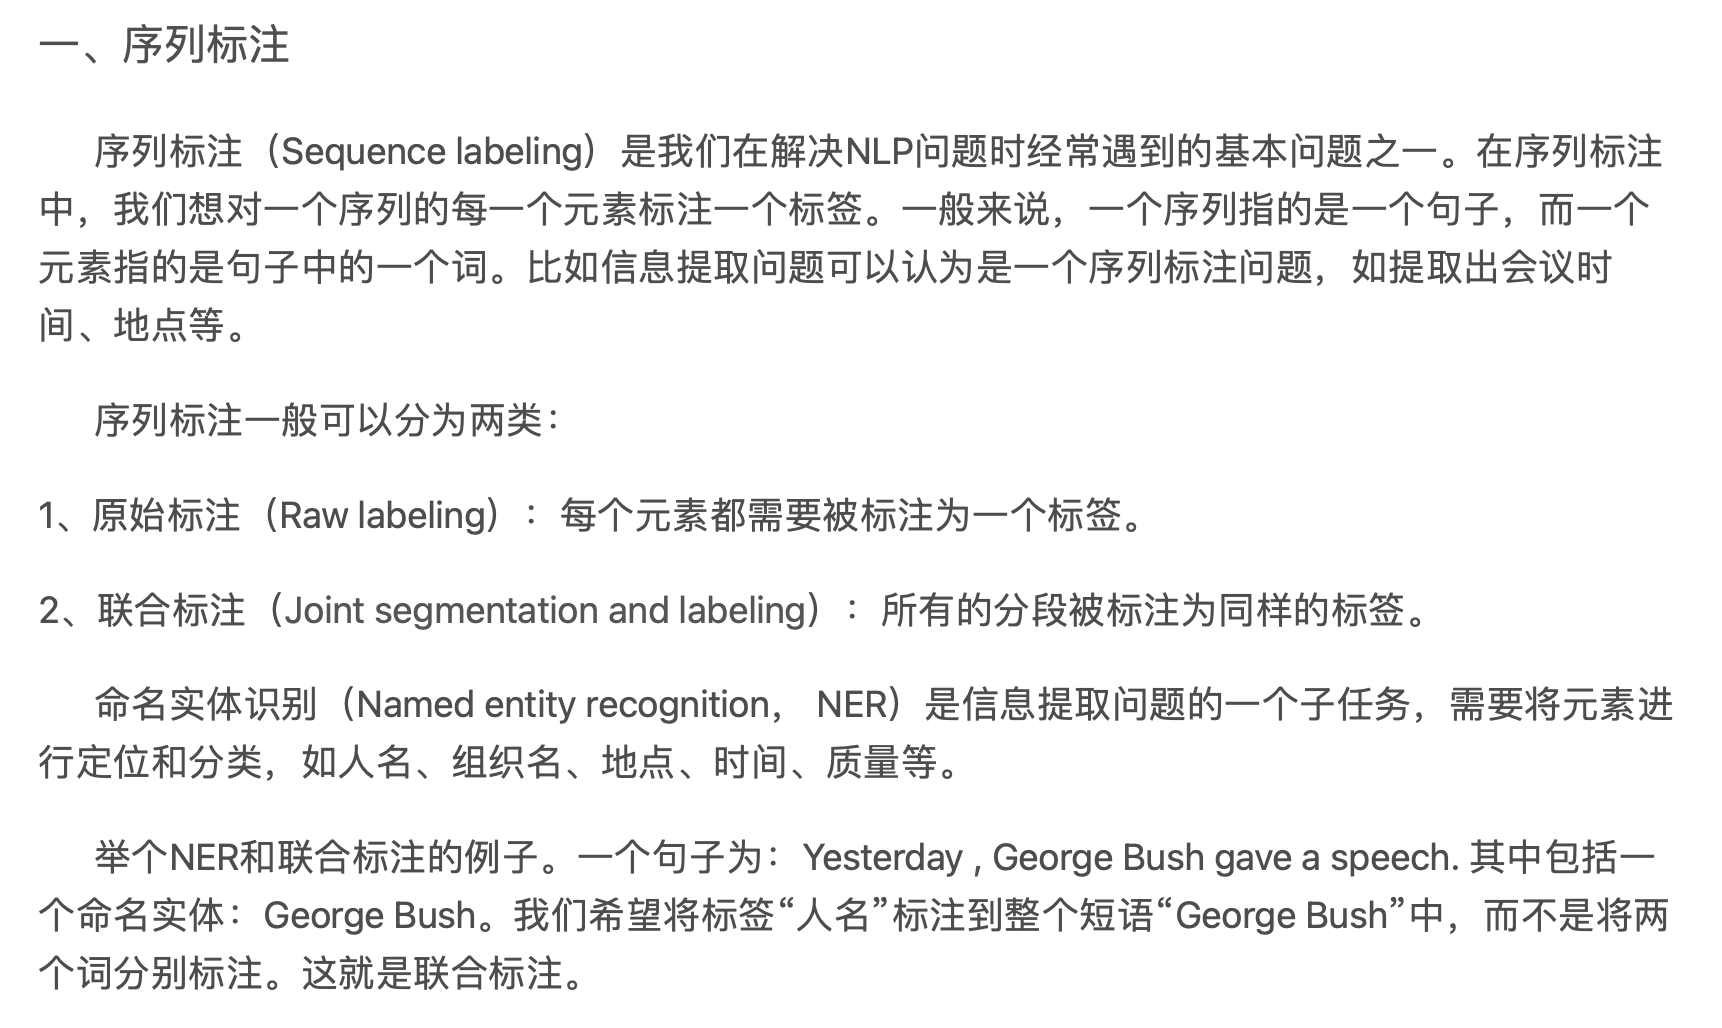 一、序列标注
序列标注（Sequence labeling）是我们在解决NLP问题时经常遇到的基本问题之一。在序列标注
中，我们想对一个序列的每一个元素标注一个标签。一般来说，一个序列指的是一个句子，而一个
元素指的是句子中的一个词。比如信息提取问题可以认为是一个序列标注问题，如提取出会议时
间、地点等。
序列标注一般可以分为两类：
1、原始标注（Raw labeling）：每个元素都需要被标注为一个标签。
2、联合标注（Joint segmentation and labeling）：所有的分段被标注为同样的标签。
命名实体识别（Named entity recognition， NER）是信息提取问题的一个子任务，需要将元素进
行定位和分类，如人名、组织名、地点、时间、质量等。
举个NER和联合标注的例子。一个句子为：Yesterday , George Bush gave a speech. 其中包括一
个命名实体：George Bush。我们希望将标签“人名”标注到整个短语“George Bush”中，而不是将两
个词分别标注。这就是联合标注。